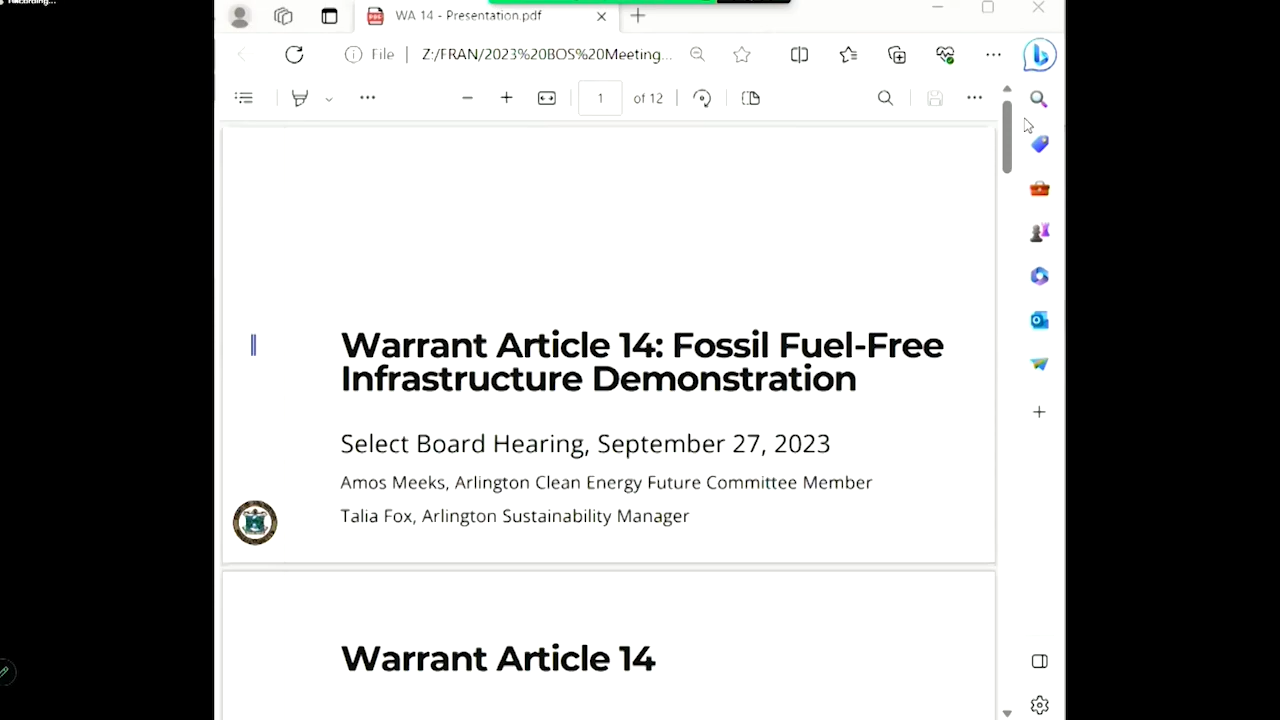 Recording...
WA 14 - Presentation.pdf
File
Z:/FRAN/2023%20BOS%20Meeting...
1 of 12
Warrant Article 14: Fossil Fuel-Free
Infrastructure Demonstration
Select Board Hearing, September 27, 2023
Amos Meeks, Arlington Clean Energy Future Committee Member
Talia Fox, Arlington Sustainability Manager
Warrant Article 14